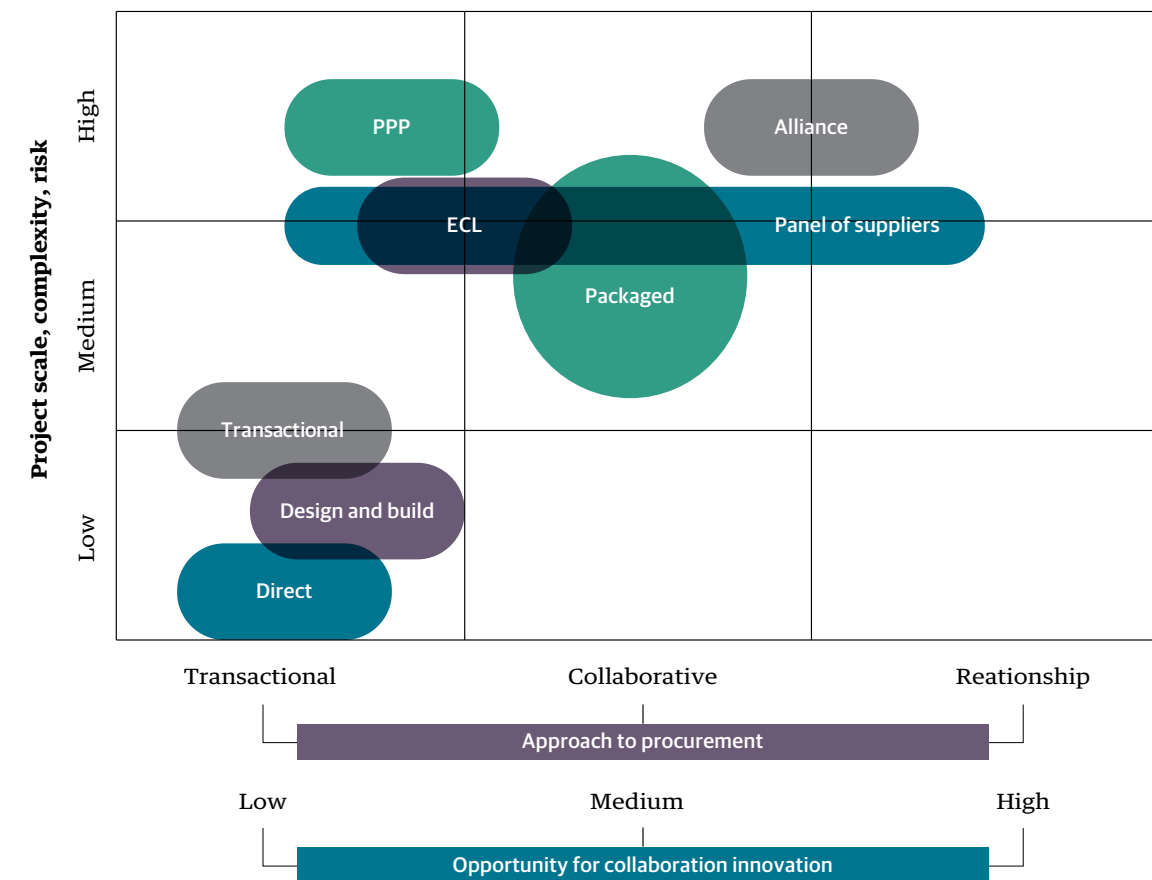 Project scale, complexity, risk
High
Medium
Low
PPP
Alliance
ECL
Panel of suppliers
Packaged
Transactional
Design and build
Direct
Transactional
Collaborative
Reationship
Approach to procurement
Low
Medium
High
Opportunity for collaboration innovation